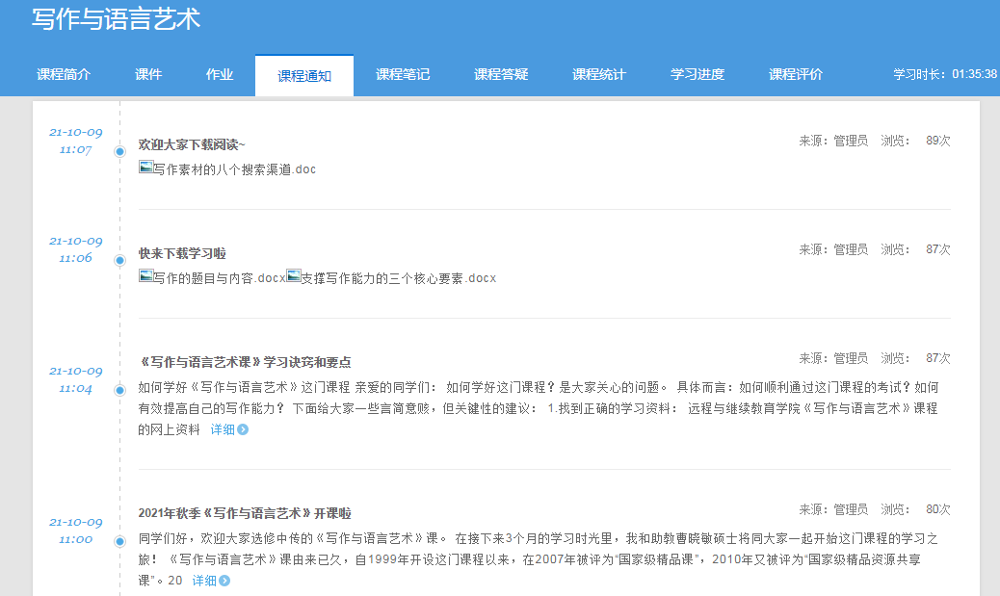 写作与语言艺术
课程简介 课件 作业 课程通知 课程笔记 课程答疑 课程统计 学习进度 课程评价 学习时长：01:35:38
21-10-09
11:07
欢迎大家下载阅读~
来源：管理员 浏览： 89次
写作素材的八个搜索渠道.doc
21-10-09
11:06
快来下载学习啦
来源：管理员 浏览： 87次
写作的题目与内容.docx支撑写作能力的三个核心要素.docx
21-10-09
11:04
《写作与语言艺术课》学习诀窍和要点
来源：管理员 浏览： 87次
如何学好《写作与语言艺术》这门课程 亲爱的同学们： 如何学好这门课程？是大家关心的问题。 具体而言：如何顺利通过这门课程的考试？如何
有效提高自己的写作能力？ 下面给大家一些言简意赅，但关键性的建议： 1.找到正确的学习资料： 远程与继续教育学院《写作与语言艺术》课程
的网上资料 详细
21-10-09
11:00
2021年秋季《写作与语言艺术》开课啦
来源：管理员 浏览： 80次
同学们好，欢迎大家选修中传的《写作与语言艺术》课。 在接下来3个月的学习时光里，我和助教曹晓敏硕士将同大家一起开始这门课程的学习之
旅！ 《写作与语言艺术》课由来已久，自1999年开设这门课程以来，在2007年被评为“国家级精品课”，2010年又被评为“国家级精品资源共享
课”。20 详细